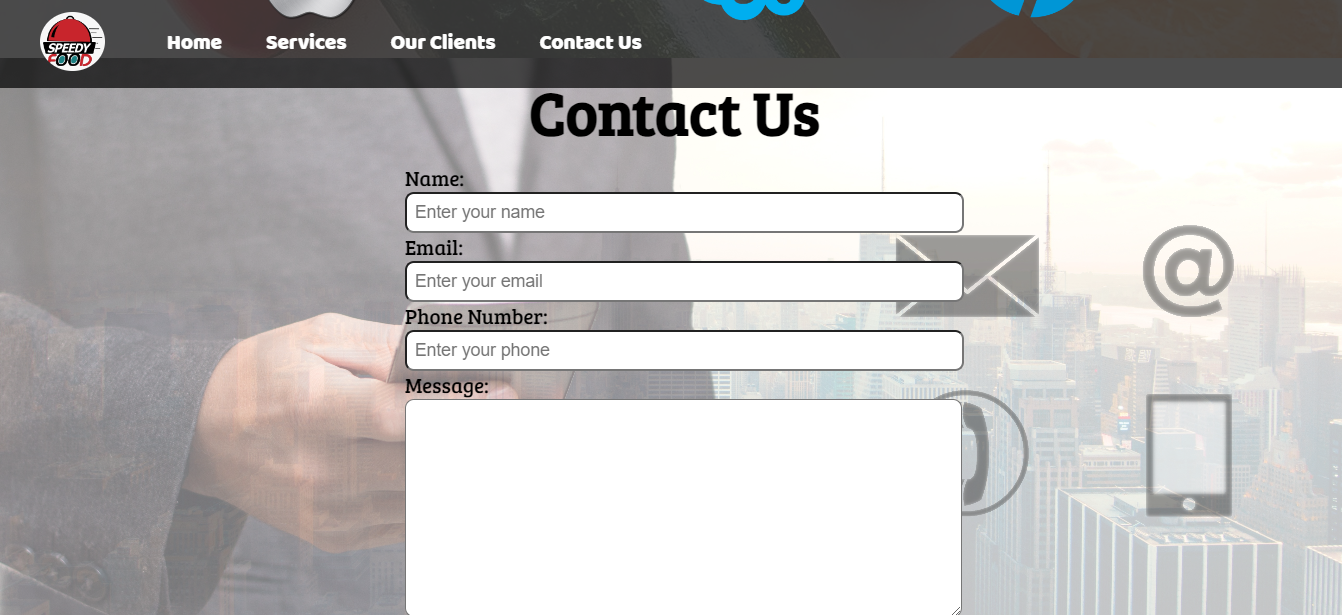 SPEEDY
FOOD
Home Services Our Clients Contact Us
Contact Us
Name:
Enter your name
Email:
Enter your email
Phone Number:
Enter your phone
Message: